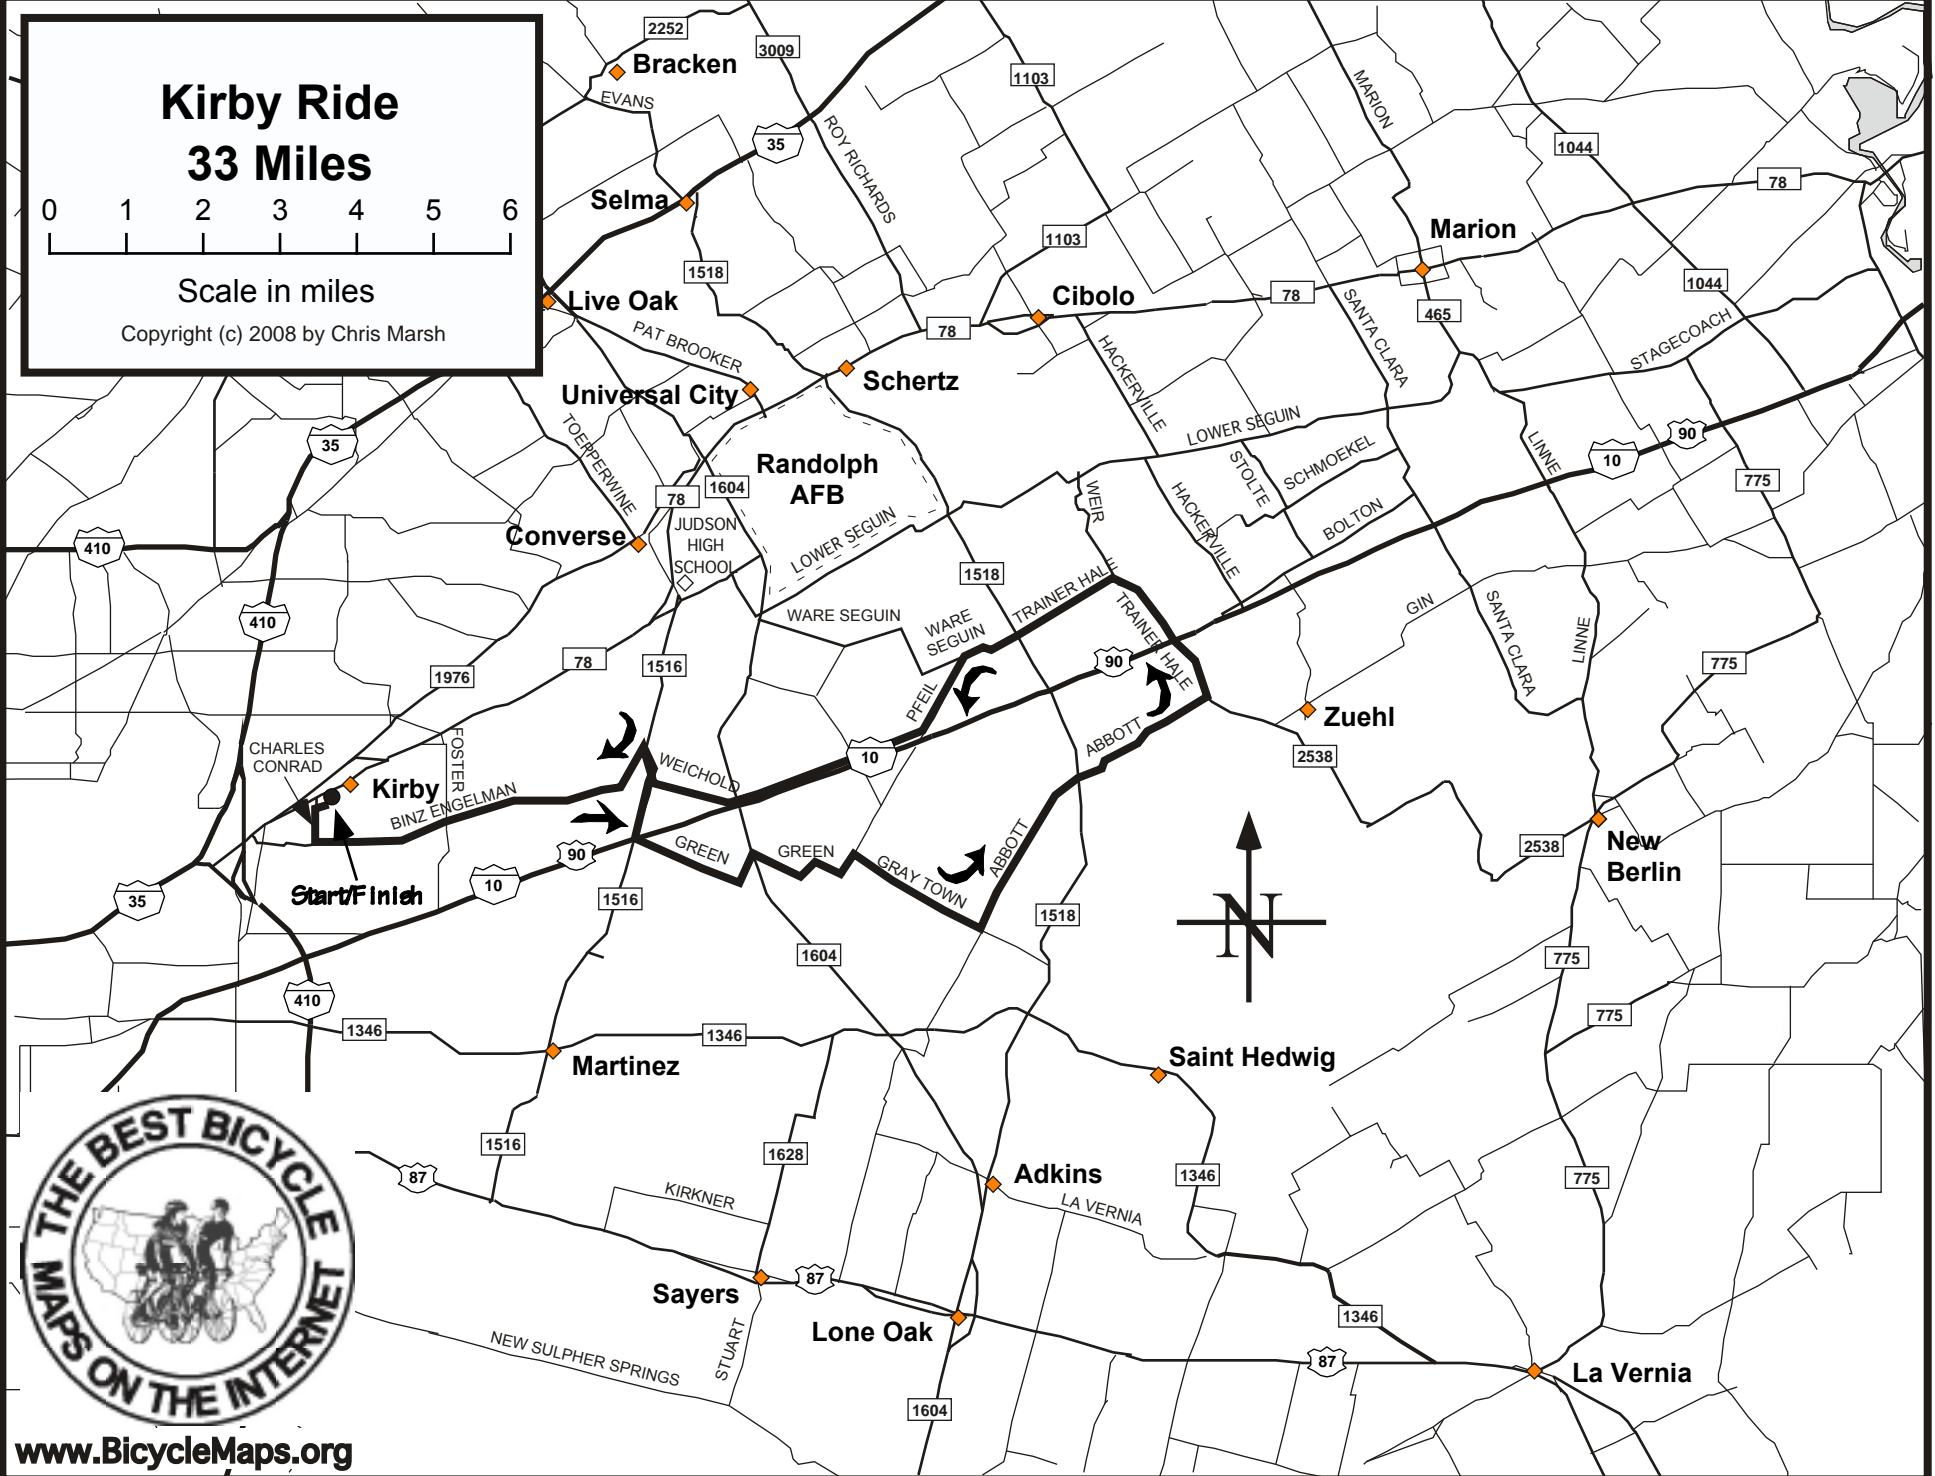 Kirby Ride
33 Miles
0 1 2 3 4 5 6
Scale in miles
Copyright (c) 2008 by Chris Marsh
2252
Bracken
3009
EVANS
35
ROY RICHARDS
1103
MARION
1044
78
Selma
1103
Marion
1518
Live Oak
PAT BROOKER
78
Cibolo
78
465
1044
SANTA CLARA
STAGECOACH
HACKERVILLE
Universal City
Schertz
35
TOEPPERWINE
LOWER SEGUIN
90
10
LINNE
775
Randolph
AFB
STOLTE
SCHMOEKEL
78
1604
WEIR
HACKERVILLE
BOLTON
410
Converse
JUDSON
HIGH
SCHOOL
LOWER SEGUIN
1518
TRAINER HALE
410
WARE SEGUIN
WARE
SEGUIN
TRAINER HALE
GIN
SANTA CLARA
LINNE
1976
78
1516
90
775
PFEIL
Zuehl
ABBOTT
2538
CHARLES
CONRAD
FOSTER
WEICHOLD
10
Kirby
BINZ ENGELMAN
90
GREEN
GREEN
GRAY TOWN
ABBOTT
2538
New
Berlin
Start/Finish
10
35
1516
1518
N
1604
775
410
775
1346
1346
Martinez
Saint Hedwig
1516
1628
1346
775
87
KIRKNER
Adkins
LA VERNIA
Sayers
87
Lone Oak
1346
NEW SULPHER SPRINGS
STUART
87
La Vernia
1604
THE BEST BICYCLE
MAPS ON THE INTERNET
www.BicycleMaps.org